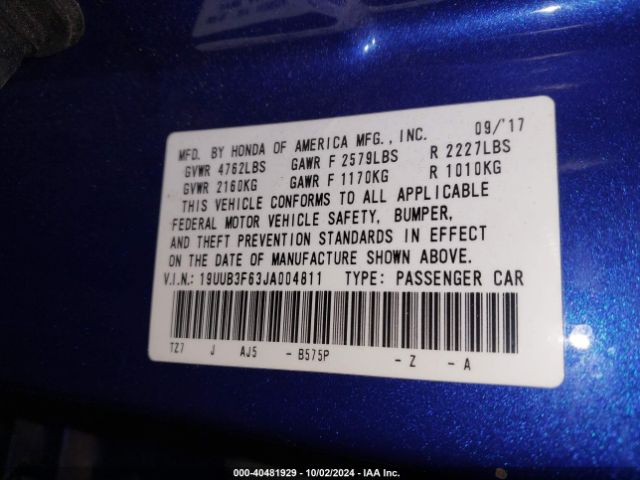 MFD. BY HONDA OF AMERICA MFG., INC. 09/'17
GVWR 4762LBS GAWR F 2579LBS R 2227LBS
GVWR 2160KG GAWR F 1170KG R 1010KG
THIS VEHICLE CONFORMS TO ALL APPLICABLE
FEDERAL MOTOR VEHICLE SAFETY, BUMPER,
AND THEFT PREVENTION STANDARDS IN EFFECT
ON THE DATE OF MANUFACTURE SHOWN ABOVE.
V.I.N.: 19UUB3F63JA004811 TYPE: PASSENGER CAR
TZ7 J AJ5 - B575P - Z - A
000-40481929 - 10/02/2024 - IAA Inc.